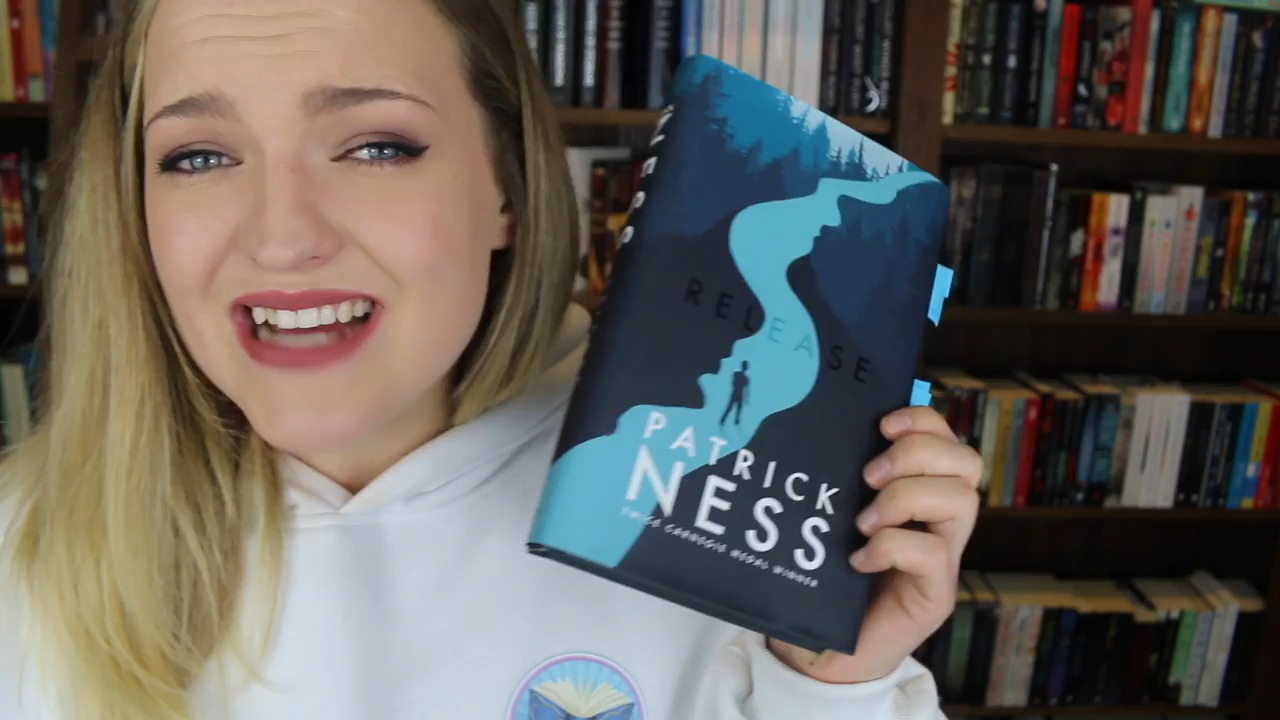 RELEASE
PATRICK
NESS
TWICE CARNEGIE MEDAL WINNER